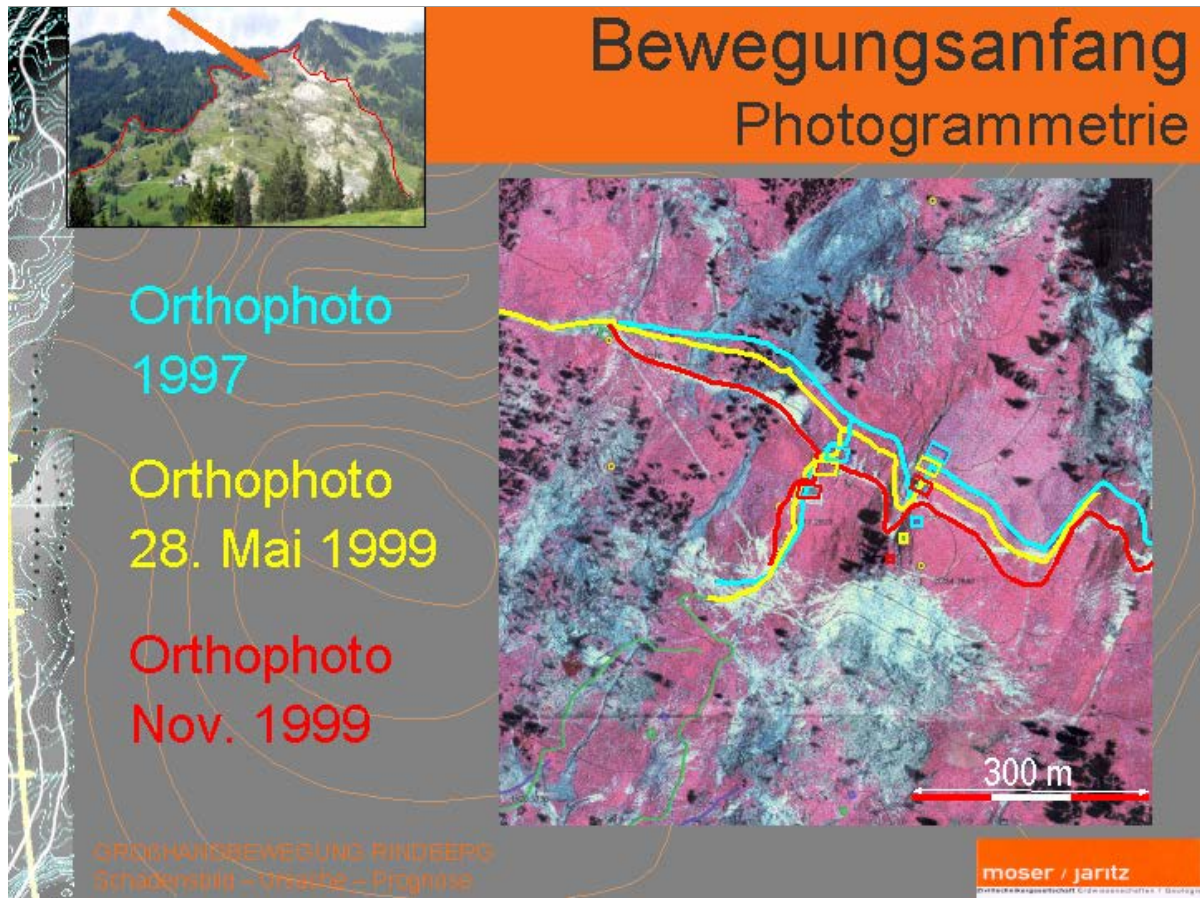 Bewegungsanfang
Photogrammetrie
Orthophoto
1997
Orthophoto
28. Mai 1999
Orthophoto
Nov. 1999
300 m
GROßHANGBEWEGUNG RINDBERG
Schadensbild – Ursache – Prognose
moser / jaritz